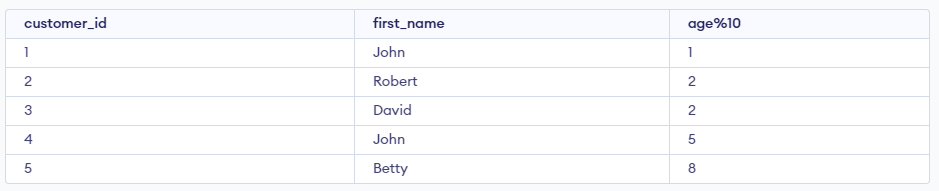 customer_id first_name age%10
1 John 1
2 Robert 2
3 David 2
4 John 5
5 Betty 8